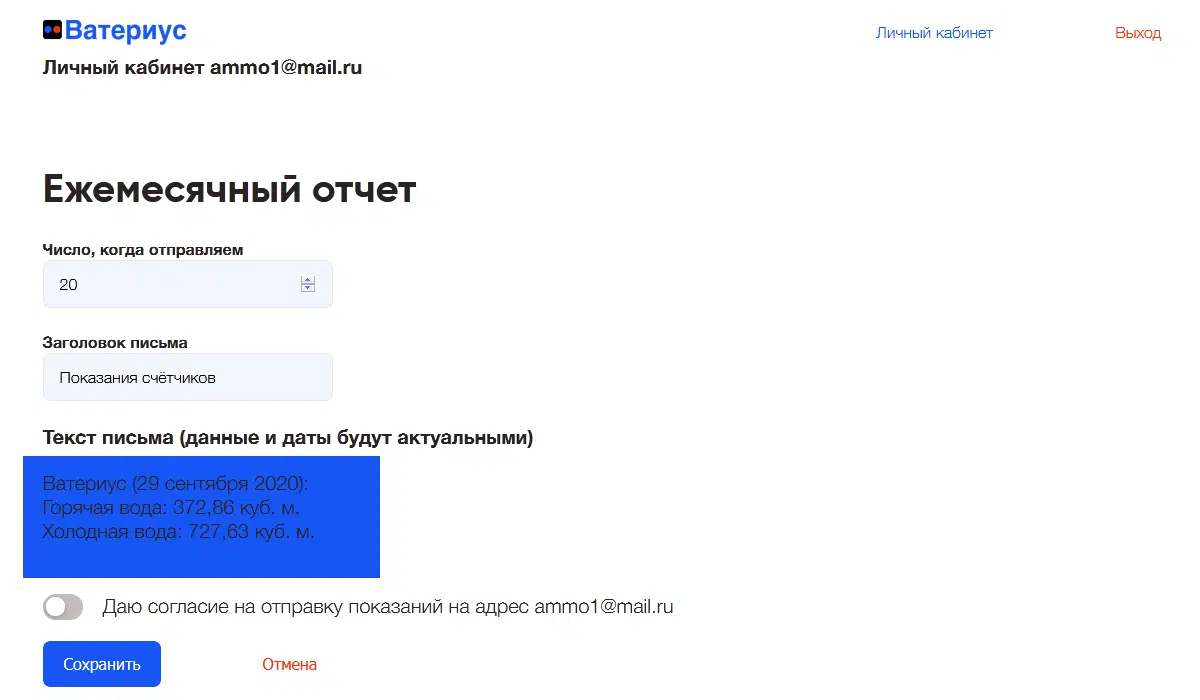 Ватериус
Личный кабинет
Выход
Личный кабинет ammo1@mail.ru
Ежемесячный отчет
Число, когда отправляем
20
Заголовок письма
Показания счётчиков
Текст письма (данные и даты будут актуальными)
Ватериус (29 сентября 2020):
Горячая вода: 372,86 куб. м.
Холодная вода: 727,63 куб. м.
Даю согласие на отправку показаний на адрес ammo1@mail.ru
Сохранить
Отмена